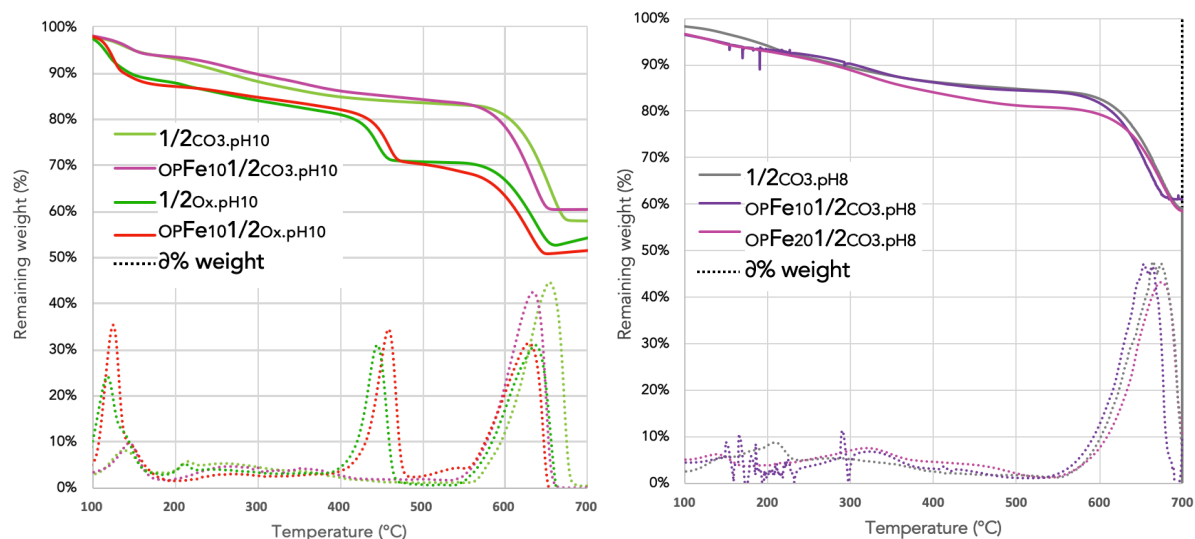 100%
90%
80%
70%
60%
50%
40%
30%
20%
10%
0%
Remaining weight (%)
1/2CO3.pH10
OPFe101/2CO3.pH10
1/2Ox.pH10
OPFe101/2Ox.pH10
∂% weight
100
200
300
400
500
600
700
Temperature (°C)
100%
90%
80%
70%
60%
50%
40%
30%
20%
10%
0%
Remaining weight (%)
1/2CO3.pH8
OPFe101/2CO3.pH8
OPFe201/2CO3.pH8
∂% weight
100
200
300
400
500
600
700
Temperature (°C)